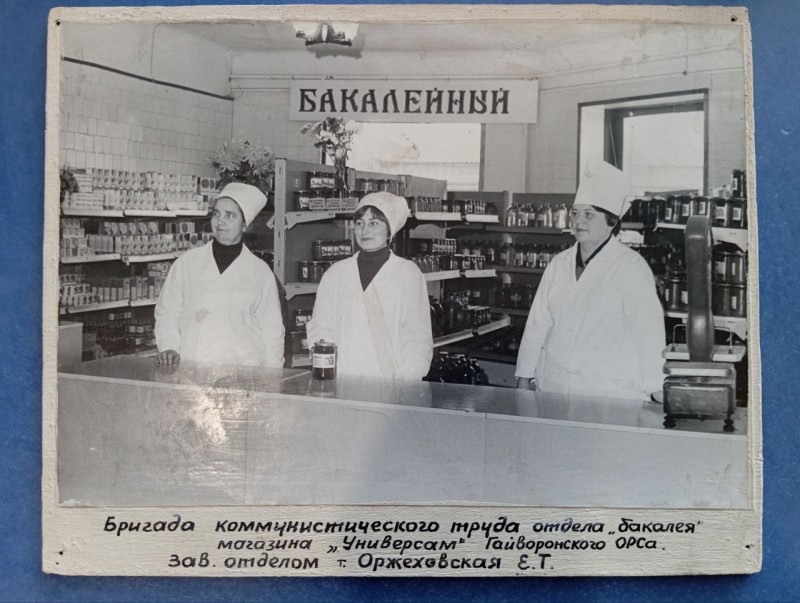 БАКАЛЕЙНЫЙ
Бригада коммунистического труда отдела „бакалея"
магазина „Универсам" Гайворонского ОРСа.
Зав. отделом т. Оржеховская Е.Т.